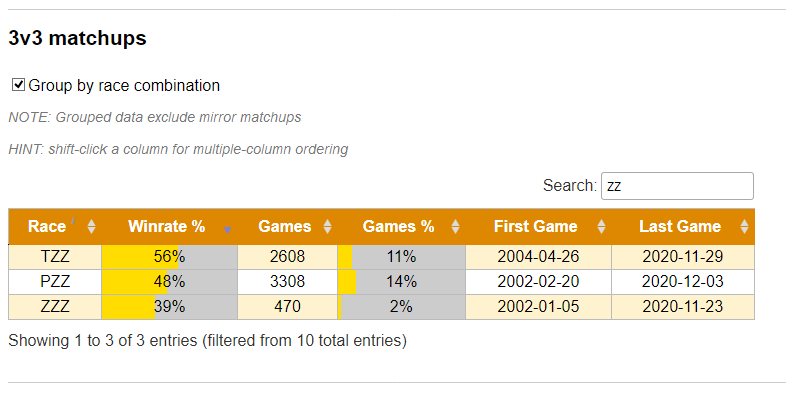 3v3 matchups
Group by race combination
NOTE: Grouped data exclude mirror matchups
HINT: shift-click a column for multiple-column ordering
Search: zz
Race Winrate % Games Games % First Game Last Game
TZZ 56% 2608 11% 2004-04-26 2020-11-29
PZZ 48% 3308 14% 2002-02-20 2020-12-03
ZZZ 39% 470 2% 2002-01-05 2020-11-23
Showing 1 to 3 of 3 entries (filtered from 10 total entries)